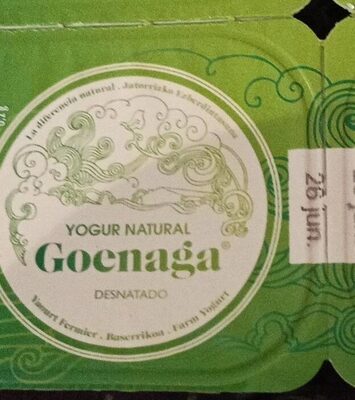 La diferencia natural . Jatorrizko Ezberdintasuna
YOGUR NATURAL
Goenaga®
DESNATADO
Yaourt Fermier . Baserrikoa . Farm Yogurt
26 jun.